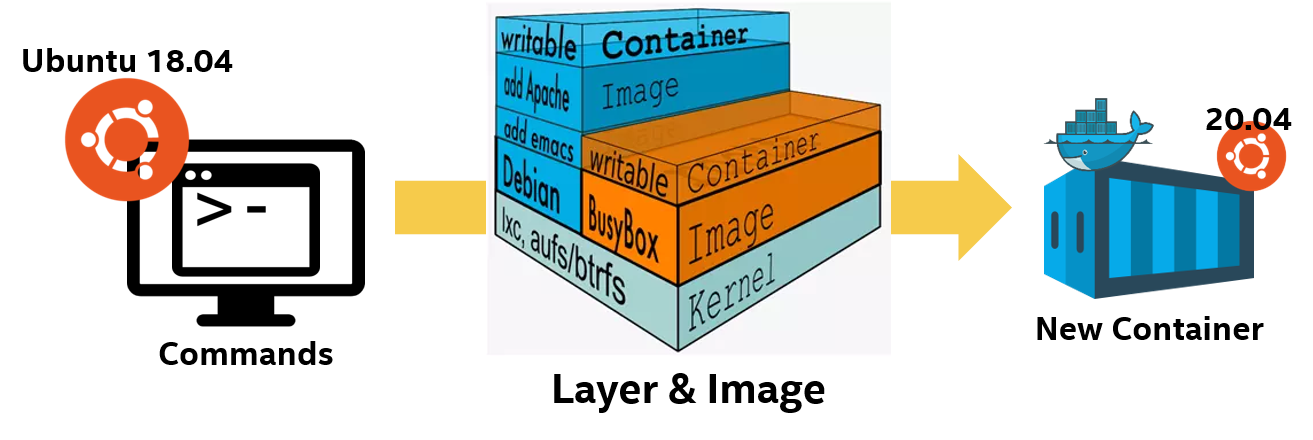 Ubuntu 18.04
>-
Commands
writable Container
add Apache Image
add emacs
writable Container
Debian
BusyBox Image
lxc, aufs/btrfs
Kernel
Layer & Image
20.04
New Container